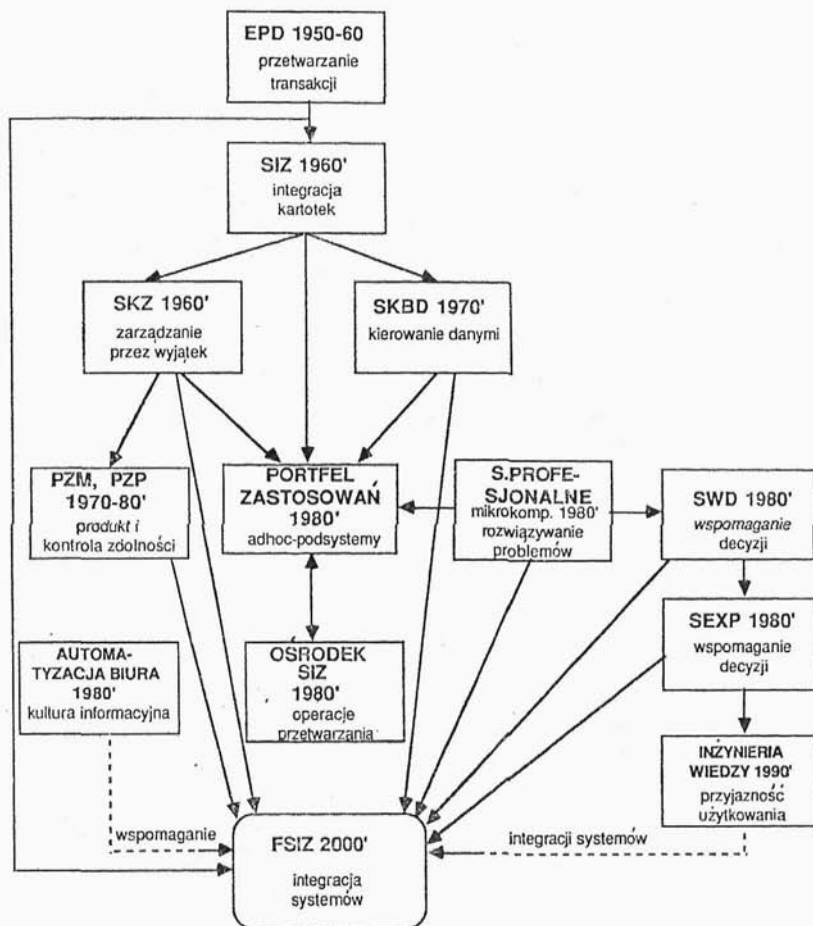 EPD 1950-60
przetwarzanie
transakcji
SIZ 1960'
integracja
kartotek
SKZ 1960'
zarządzanie
przez wyjątek
SKBD 1970'
kierowanie danymi
PZM, PZP
1970-80'
produkt i
kontrola zdolności
PORTFEL
ZASTOSOWAŃ
1980'
adhoc-podsystemy
S.PROFE-
SJONALNE
mikrokomp. 1980'
rozwiązywanie
problemów
SWD 1980'
wspomaganie
decyzji
AUTOMA-
TYZACJA BIURA
1980'
kultura informacyjna
OŚRODEK
SIZ
1980'
operacje
przetwarzania
SEXP 1980'
wspomaganie
decyzji
INŻYNIERIA
WIEDZY 1990'
przyjazność
użytkowania
wspomaganie
integracji systemów
FSIZ 2000'
integracja
systemów